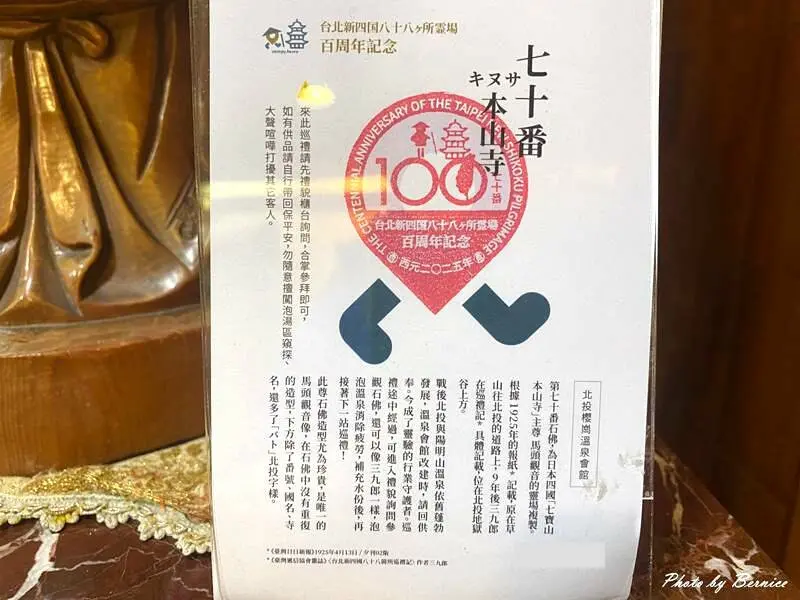 台北新四国八十八ヶ所霊場
百周年記念
七十番
キヌサ
本山寺
來此巡禮請先禮貌櫃台詢問，合掌參拜即可，
如有供品請自行帶回保平安，勿隨意擅闖泡湯區窺探、
大聲喧嘩打擾其它客人。
THE CENTENNIAL ANNIVERSARY OF THE TAIPEI SHIKOKU PILGRIMAGE
100
七十番
台北新四国八十八ヶ所霊場
百周年記念
西元二〇二五年
北投櫻崗溫泉會館
第七十番石佛，為日本四國「七寶山
本山寺」主尊 馬頭觀音的靈場複製。
根據1925年的報紙*記載，原在草
山往北投的道路上，9年後三九郎
在巡禮記*具體記載，位在北投地獄
谷上方。
戰後北投與陽明山溫泉依舊蓬勃
發展，溫泉會館改建時，請回供
奉。今成了靈驗的行業守護者。巡
禮途中經過，可進入禮貌詢問參
觀石佛，還可以像三九郎一樣，泡
泡溫泉消除疲勞，補充水份後，再
接著下一站巡禮！
此尊石佛造型尤為珍貴，是唯一的
馬頭觀音像，在石佛中沒有重復
的造型，下方除了番號、國名、寺
名，還多了「バト」北投字樣。
*《臺灣日日新報》1925年4月13日／夕刊02版
*《臺灣遞信協會雜誌》《台北新四國八十八箇所巡禮記》作者三九郎
Photo by Bernice